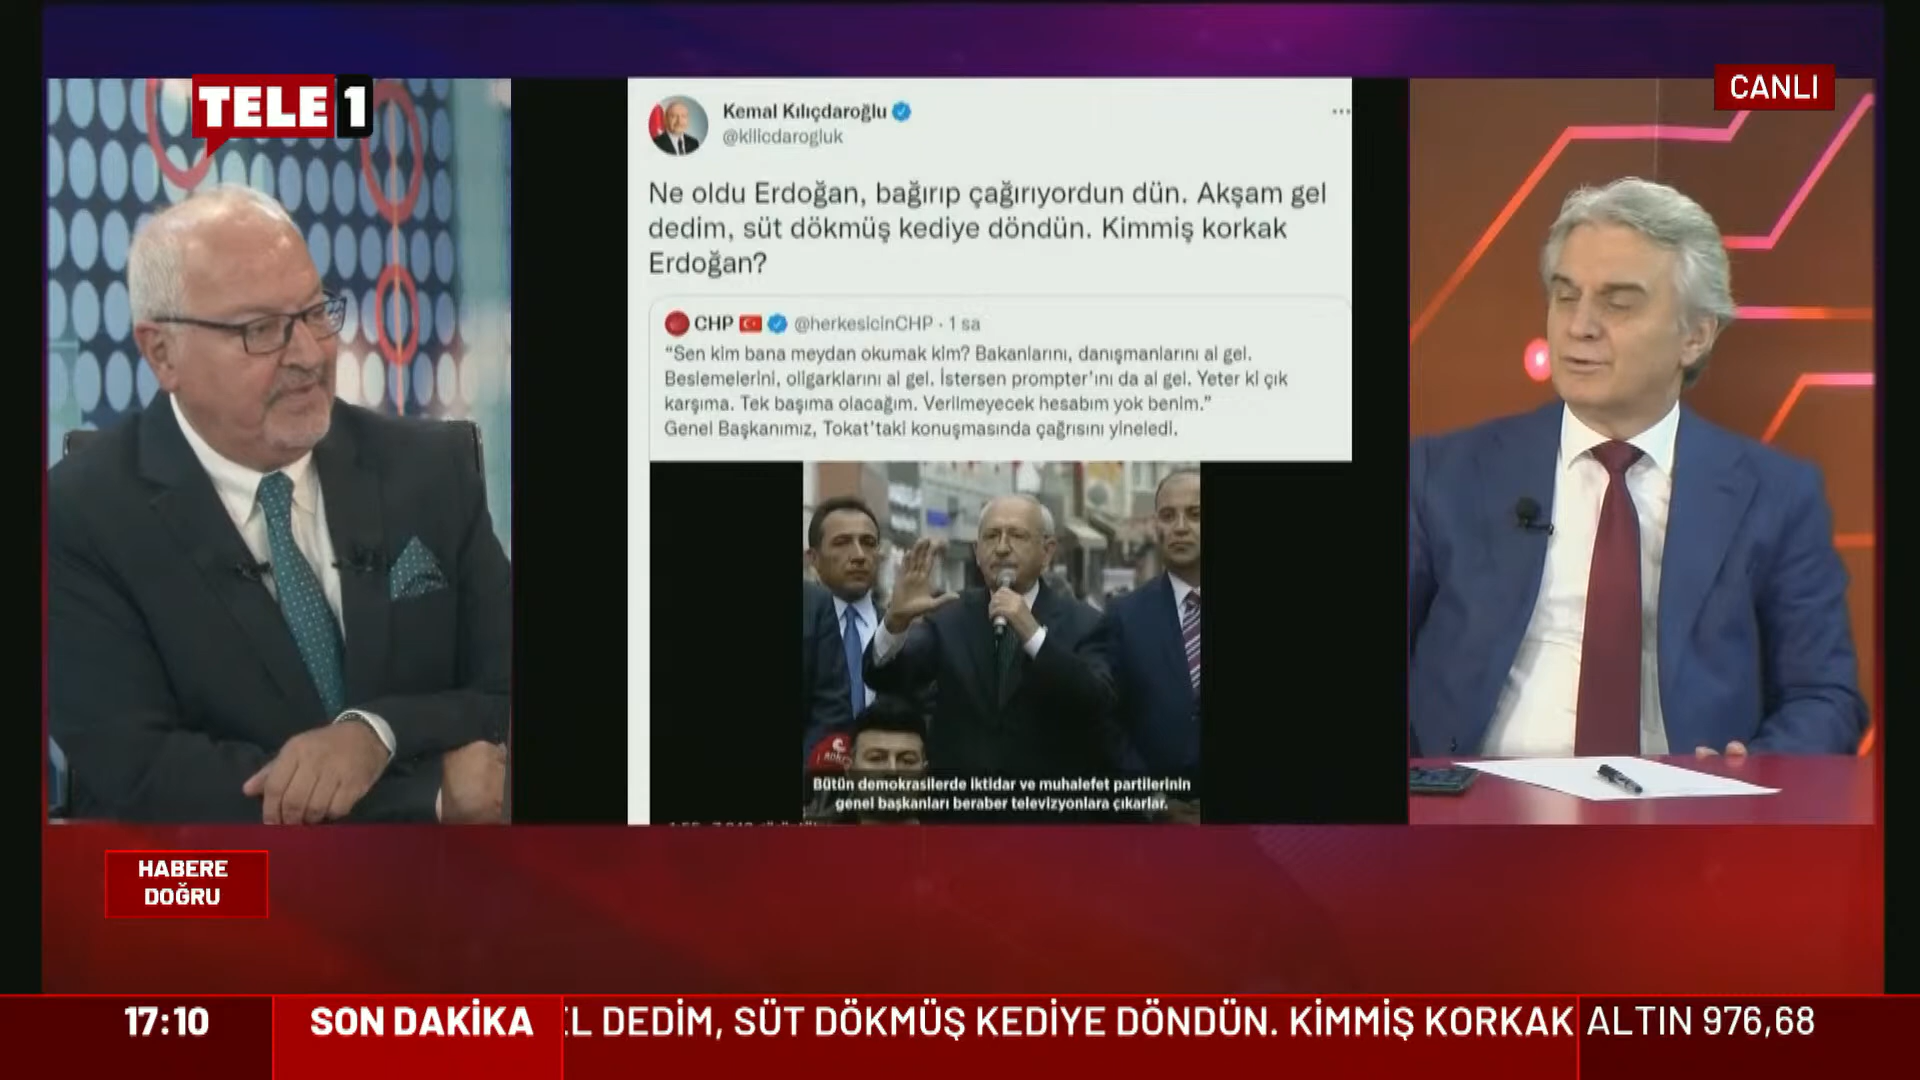 TELE 1
CANLI
Kemal Kılıçdaroğlu
@kilicdarogluk
Ne oldu Erdoğan, bağırıp çağırıyordun dün. Akşam gel
dedim, süt dökmüş kediye döndün. Kimmiş korkak
Erdoğan?
CHP @herkesicinCHP · 1 sa
“Sen kim bana meydan okumak kim? Bakanlarını, danışmanlarını al gel.
Beslemelerini, oligarklarını al gel. İstersen prompter’ını da al gel. Yeter ki çık
karşıma. Tek başıma olacağım. Verilmeyecek hesabım yok benim.”
Genel Başkanımız, Tokat’taki konuşmasında çağrısını yineledi.
Bütün demokrasilerde iktidar ve muhalefet partilerinin
genel başkanları beraber televizyonlara çıkarlar.
HABERE
DOĞRU
17:10 SON DAKİKA EL DEDİM, SÜT DÖKMÜŞ KEDİYE DÖNDÜN. KİMMİŞ KORKAK ALTIN 976,68